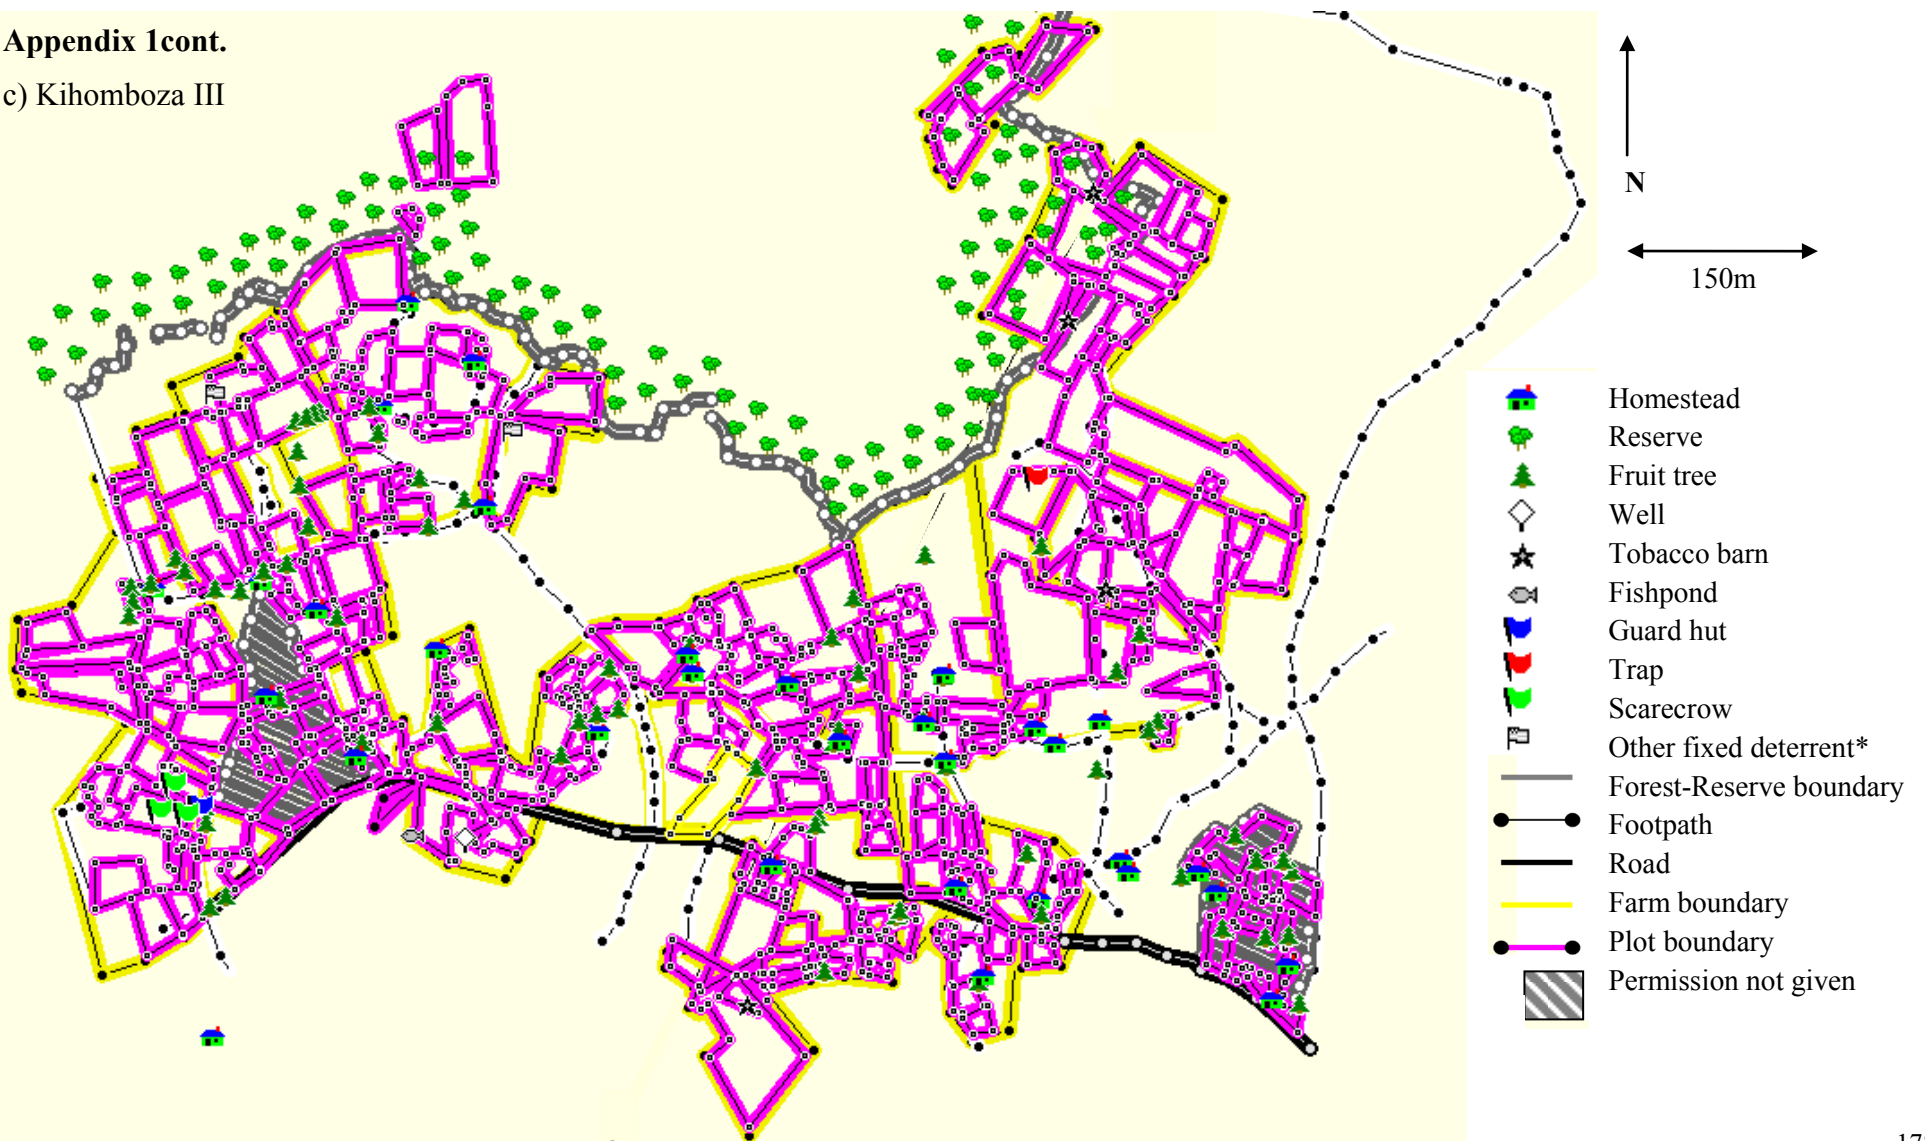 Appendix 1cont.
c) Kihomboza III
N
150m
Homestead
Reserve
Fruit tree
Well
Tobacco barn
Fishpond
Guard hut
Trap
Scarecrow
Other fixed deterrent*
Forest-Reserve boundary
Footpath
Road
Farm boundary
Plot boundary
Permission not given